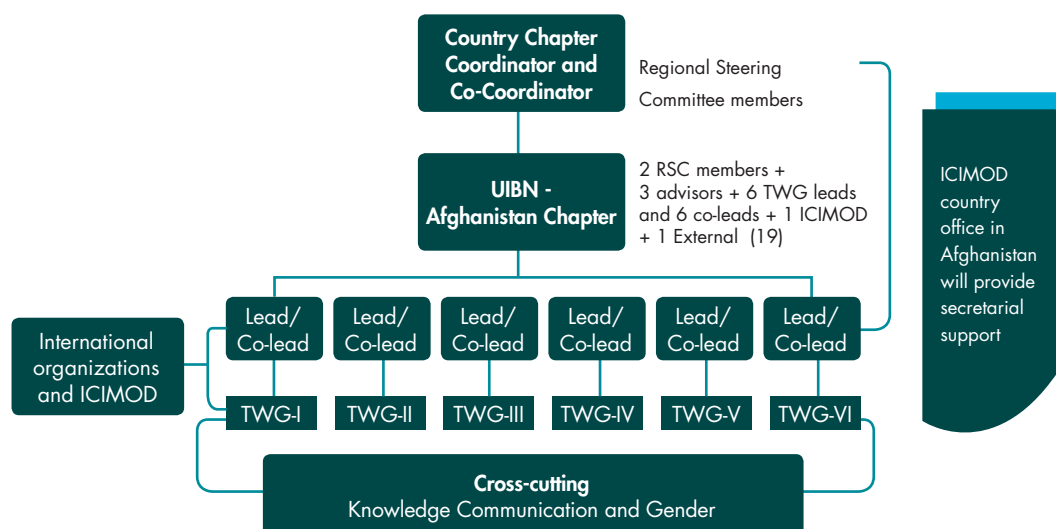 Country Chapter
Coordinator and
Co-Coordinator
Regional Steering
Committee members
UIBN -
Afghanistan Chapter
2 RSC members +
3 advisors + 6 TWG leads
and 6 co-leads + 1 ICIMOD
+ 1 External (19)
ICIMOD
country
office in
Afghanistan
will provide
secretarial
support
International
organizations
and ICIMOD
Lead/
Co-lead
Lead/
Co-lead
Lead/
Co-lead
Lead/
Co-lead
Lead/
Co-lead
Lead/
Co-lead
TWG-I
TWG-II
TWG-III
TWG-IV
TWG-V
TWG-VI
Cross-cutting
Knowledge Communication and Gender